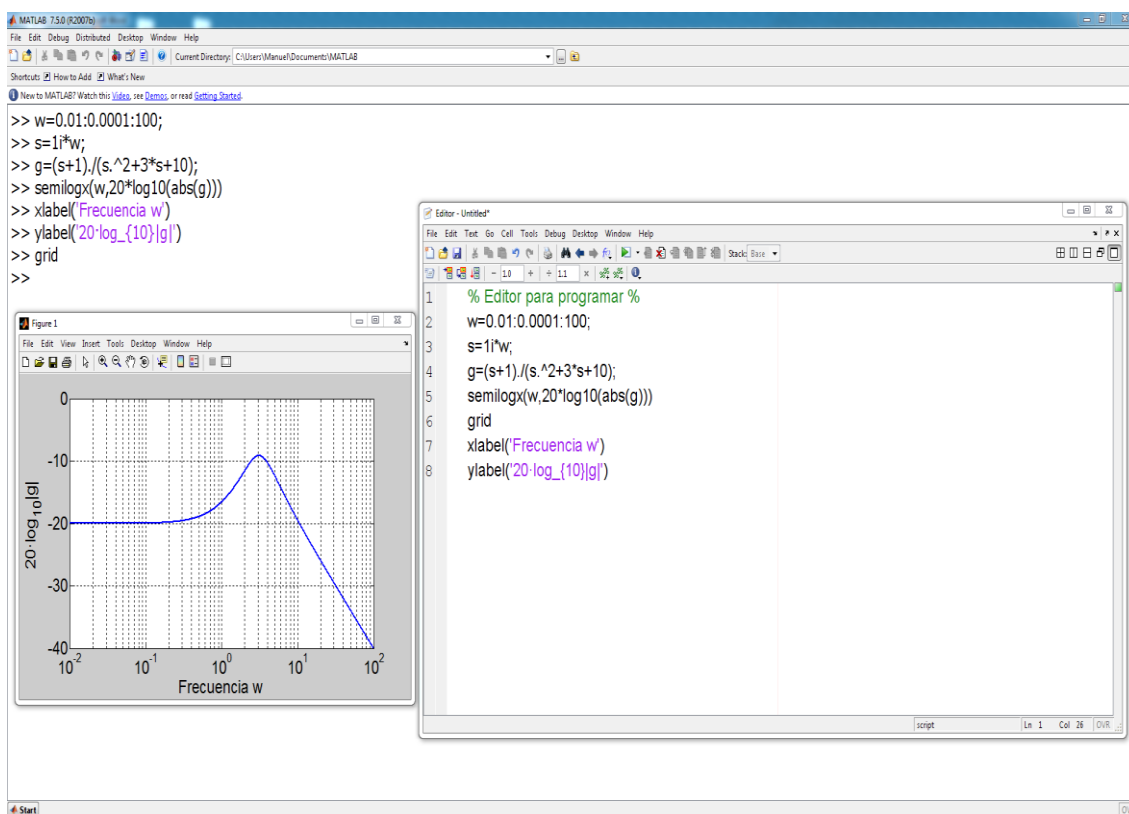 MATLAB 7.5.0 (R2007b)
File Edit Debug Distributed Desktop Window Help
Current Directory: C:\Users\Manuel\Documents\MATLAB
Shortcuts How to Add What's New
New to MATLAB? Watch this Video, see Demos, or read Getting Started.
>> w=0.01:0.0001:100;
>> s=1i*w;
>> g=(s+1)./(s.^2+3*s+10);
>> semilogx(w,20*log10(abs(g)))
>> xlabel('Frecuencia w')
>> ylabel('20·log_{10}|g|')
>> grid
>>
Figure 1
File Edit View Insert Tools Desktop Window Help
0
-10
-20
-30
-40
20·log10|g|
10^-2 10^-1 10^0 10^1 10^2
Frecuencia w
Editor - Untitled*
File Edit Text Go Cell Tools Debug Desktop Window Help
Stack: Base
- 1.0 + ÷ 1.1 ×
1 % Editor para programar %
2 w=0.01:0.0001:100;
3 s=1i*w;
4 g=(s+1)./(s.^2+3*s+10);
5 semilogx(w,20*log10(abs(g)))
6 grid
7 xlabel('Frecuencia w')
8 ylabel('20·log_{10}|g|')
script Ln 1 Col 26 OVR
Start